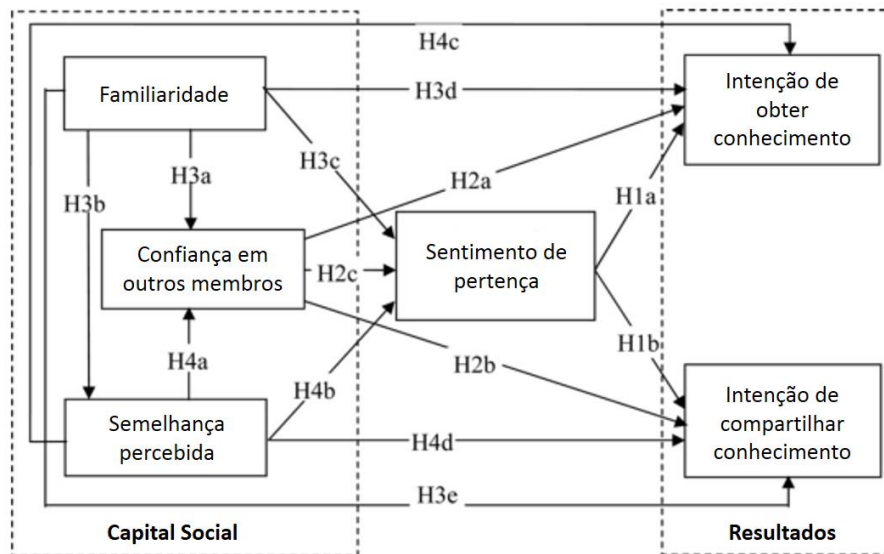 H4c
Familiaridade
H3d
Intenção de
obter
conhecimento
H3c
H3a
H2a
H1a
H3b
Confiança em
outros membros
H2c
Sentimento de
pertença
H4a
H4b
H2b
H1b
Semelhança
percebida
H4d
Intenção de
compartilhar
conhecimento
H3e
Capital Social
Resultados